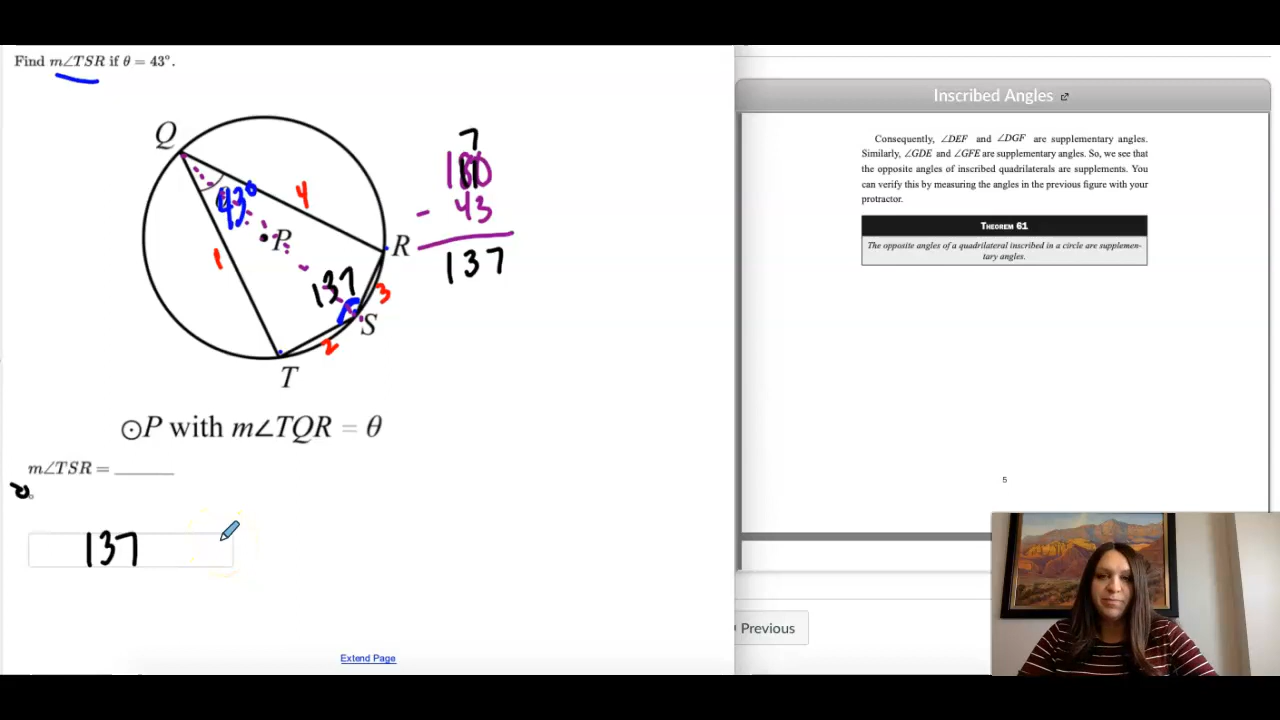 Find m∠TSR if θ = 43°.
Q
43°
4
P
R
1
137
3
S
2
T
7
180
- 43
137
⊙P with m∠TQR = θ
m∠TSR = ______
137
Extend Page
Inscribed Angles
Consequently, ∠DEF and ∠DGF are supplementary angles.
Similarly, ∠GDE and ∠GFE are supplementary angles. So, we see that
the opposite angles of inscribed quadrilaterals are supplements. You
can verify this by measuring the angles in the previous figure with your
protractor.
THEOREM 61
The opposite angles of a quadrilateral inscribed in a circle are supplemen-
tary angles.
5
Previous